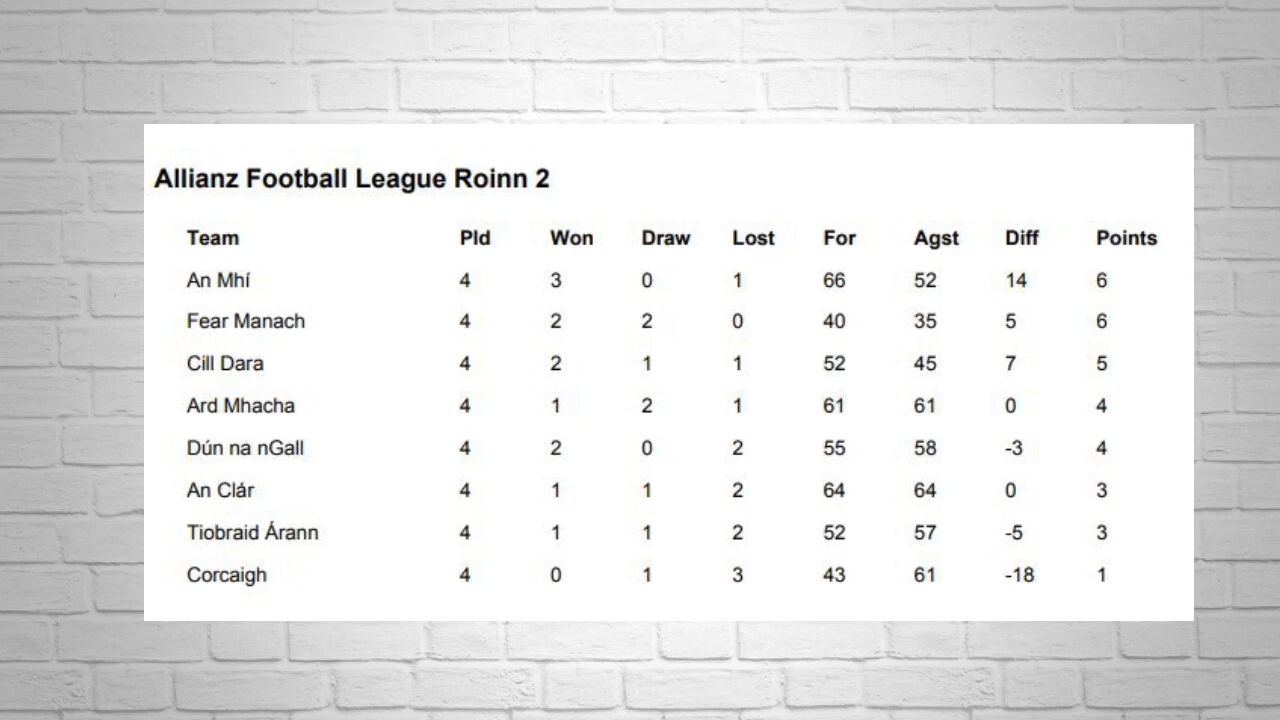 Allianz Football League Roinn 2
Team Pld Won Draw Lost For Agst Diff Points
An Mhí 4 3 0 1 66 52 14 6
Fear Manach 4 2 2 0 40 35 5 6
Cill Dara 4 2 1 1 52 45 7 5
Ard Mhacha 4 1 2 1 61 61 0 4
Dún na nGall 4 2 0 2 55 58 -3 4
An Clár 4 1 1 2 64 64 0 3
Tiobraid Árann 4 1 1 2 52 57 -5 3
Corcaigh 4 0 1 3 43 61 -18 1